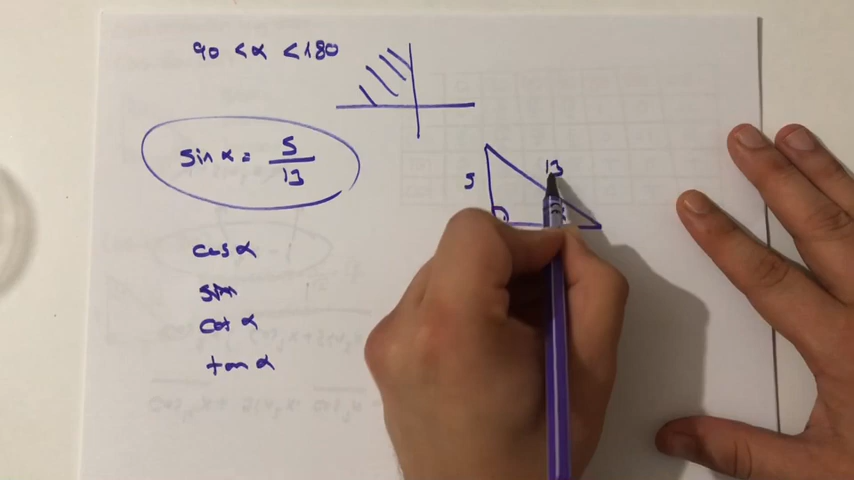 90 < α < 180
sin α = 5/13
5
13
cos α
sin
cot α
tan α